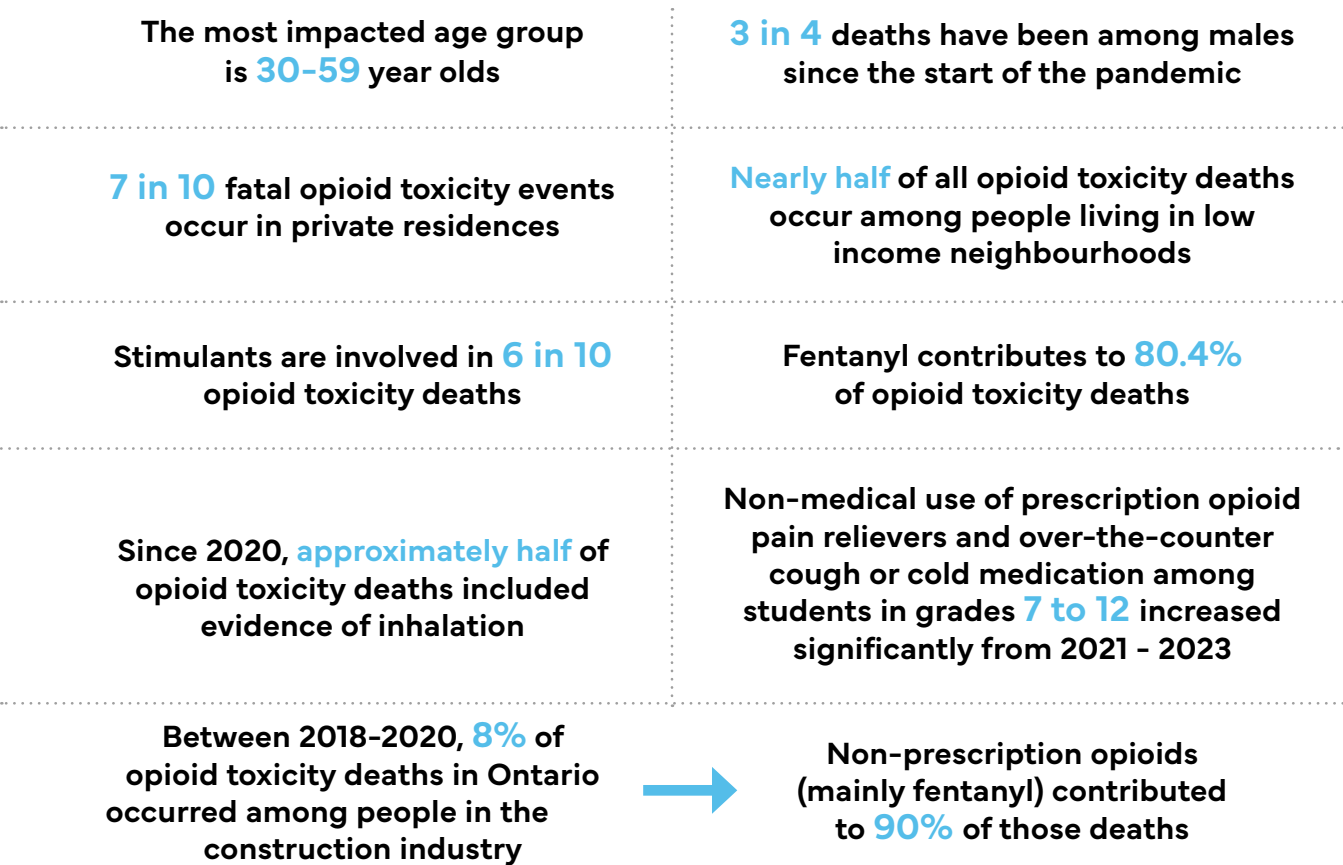 The most impacted age group
is 30-59 year olds
3 in 4 deaths have been among males
since the start of the pandemic
7 in 10 fatal opioid toxicity events
occur in private residences
Nearly half of all opioid toxicity deaths
occur among people living in low
income neighbourhoods
Stimulants are involved in 6 in 10
opioid toxicity deaths
Fentanyl contributes to 80.4%
of opioid toxicity deaths
Since 2020, approximately half of
opioid toxicity deaths included
evidence of inhalation
Non-medical use of prescription opioid
pain relievers and over-the-counter
cough or cold medication among
students in grades 7 to 12 increased
significantly from 2021 - 2023
Between 2018-2020, 8% of
opioid toxicity deaths in Ontario
occurred among people in the
construction industry
Non-prescription opioids
(mainly fentanyl) contributed
to 90% of those deaths